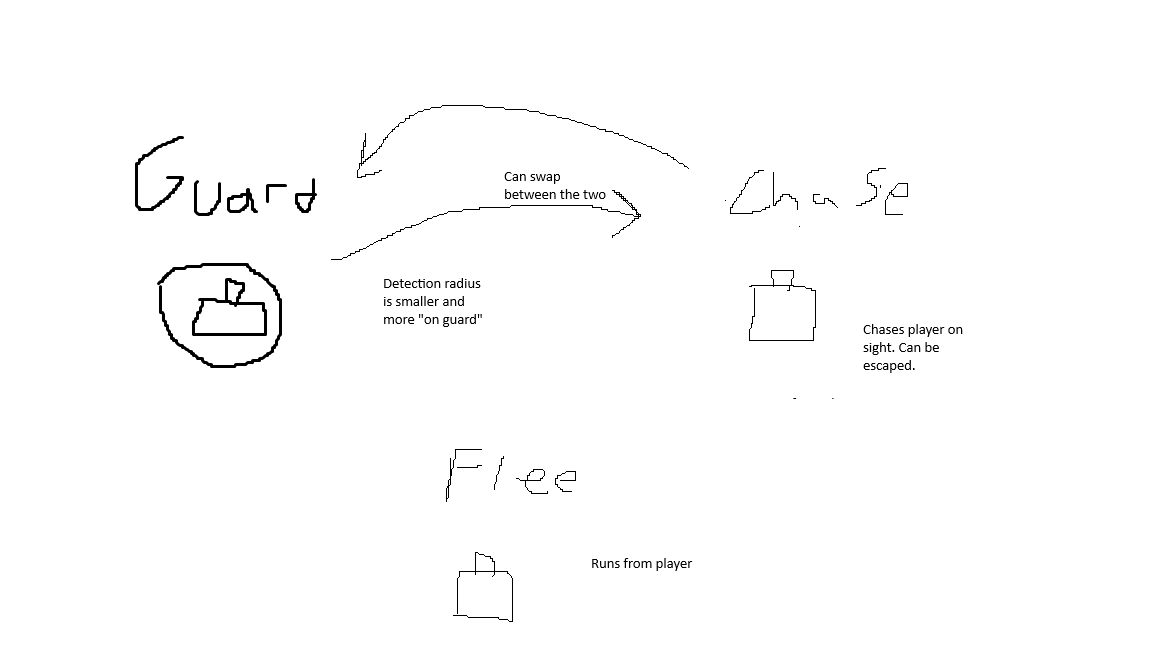 Guard
Can swap
between the two
Chase
Detection radius
is smaller and
more "on guard"
Chases player on
sight. Can be
escaped.
Flee
Runs from player